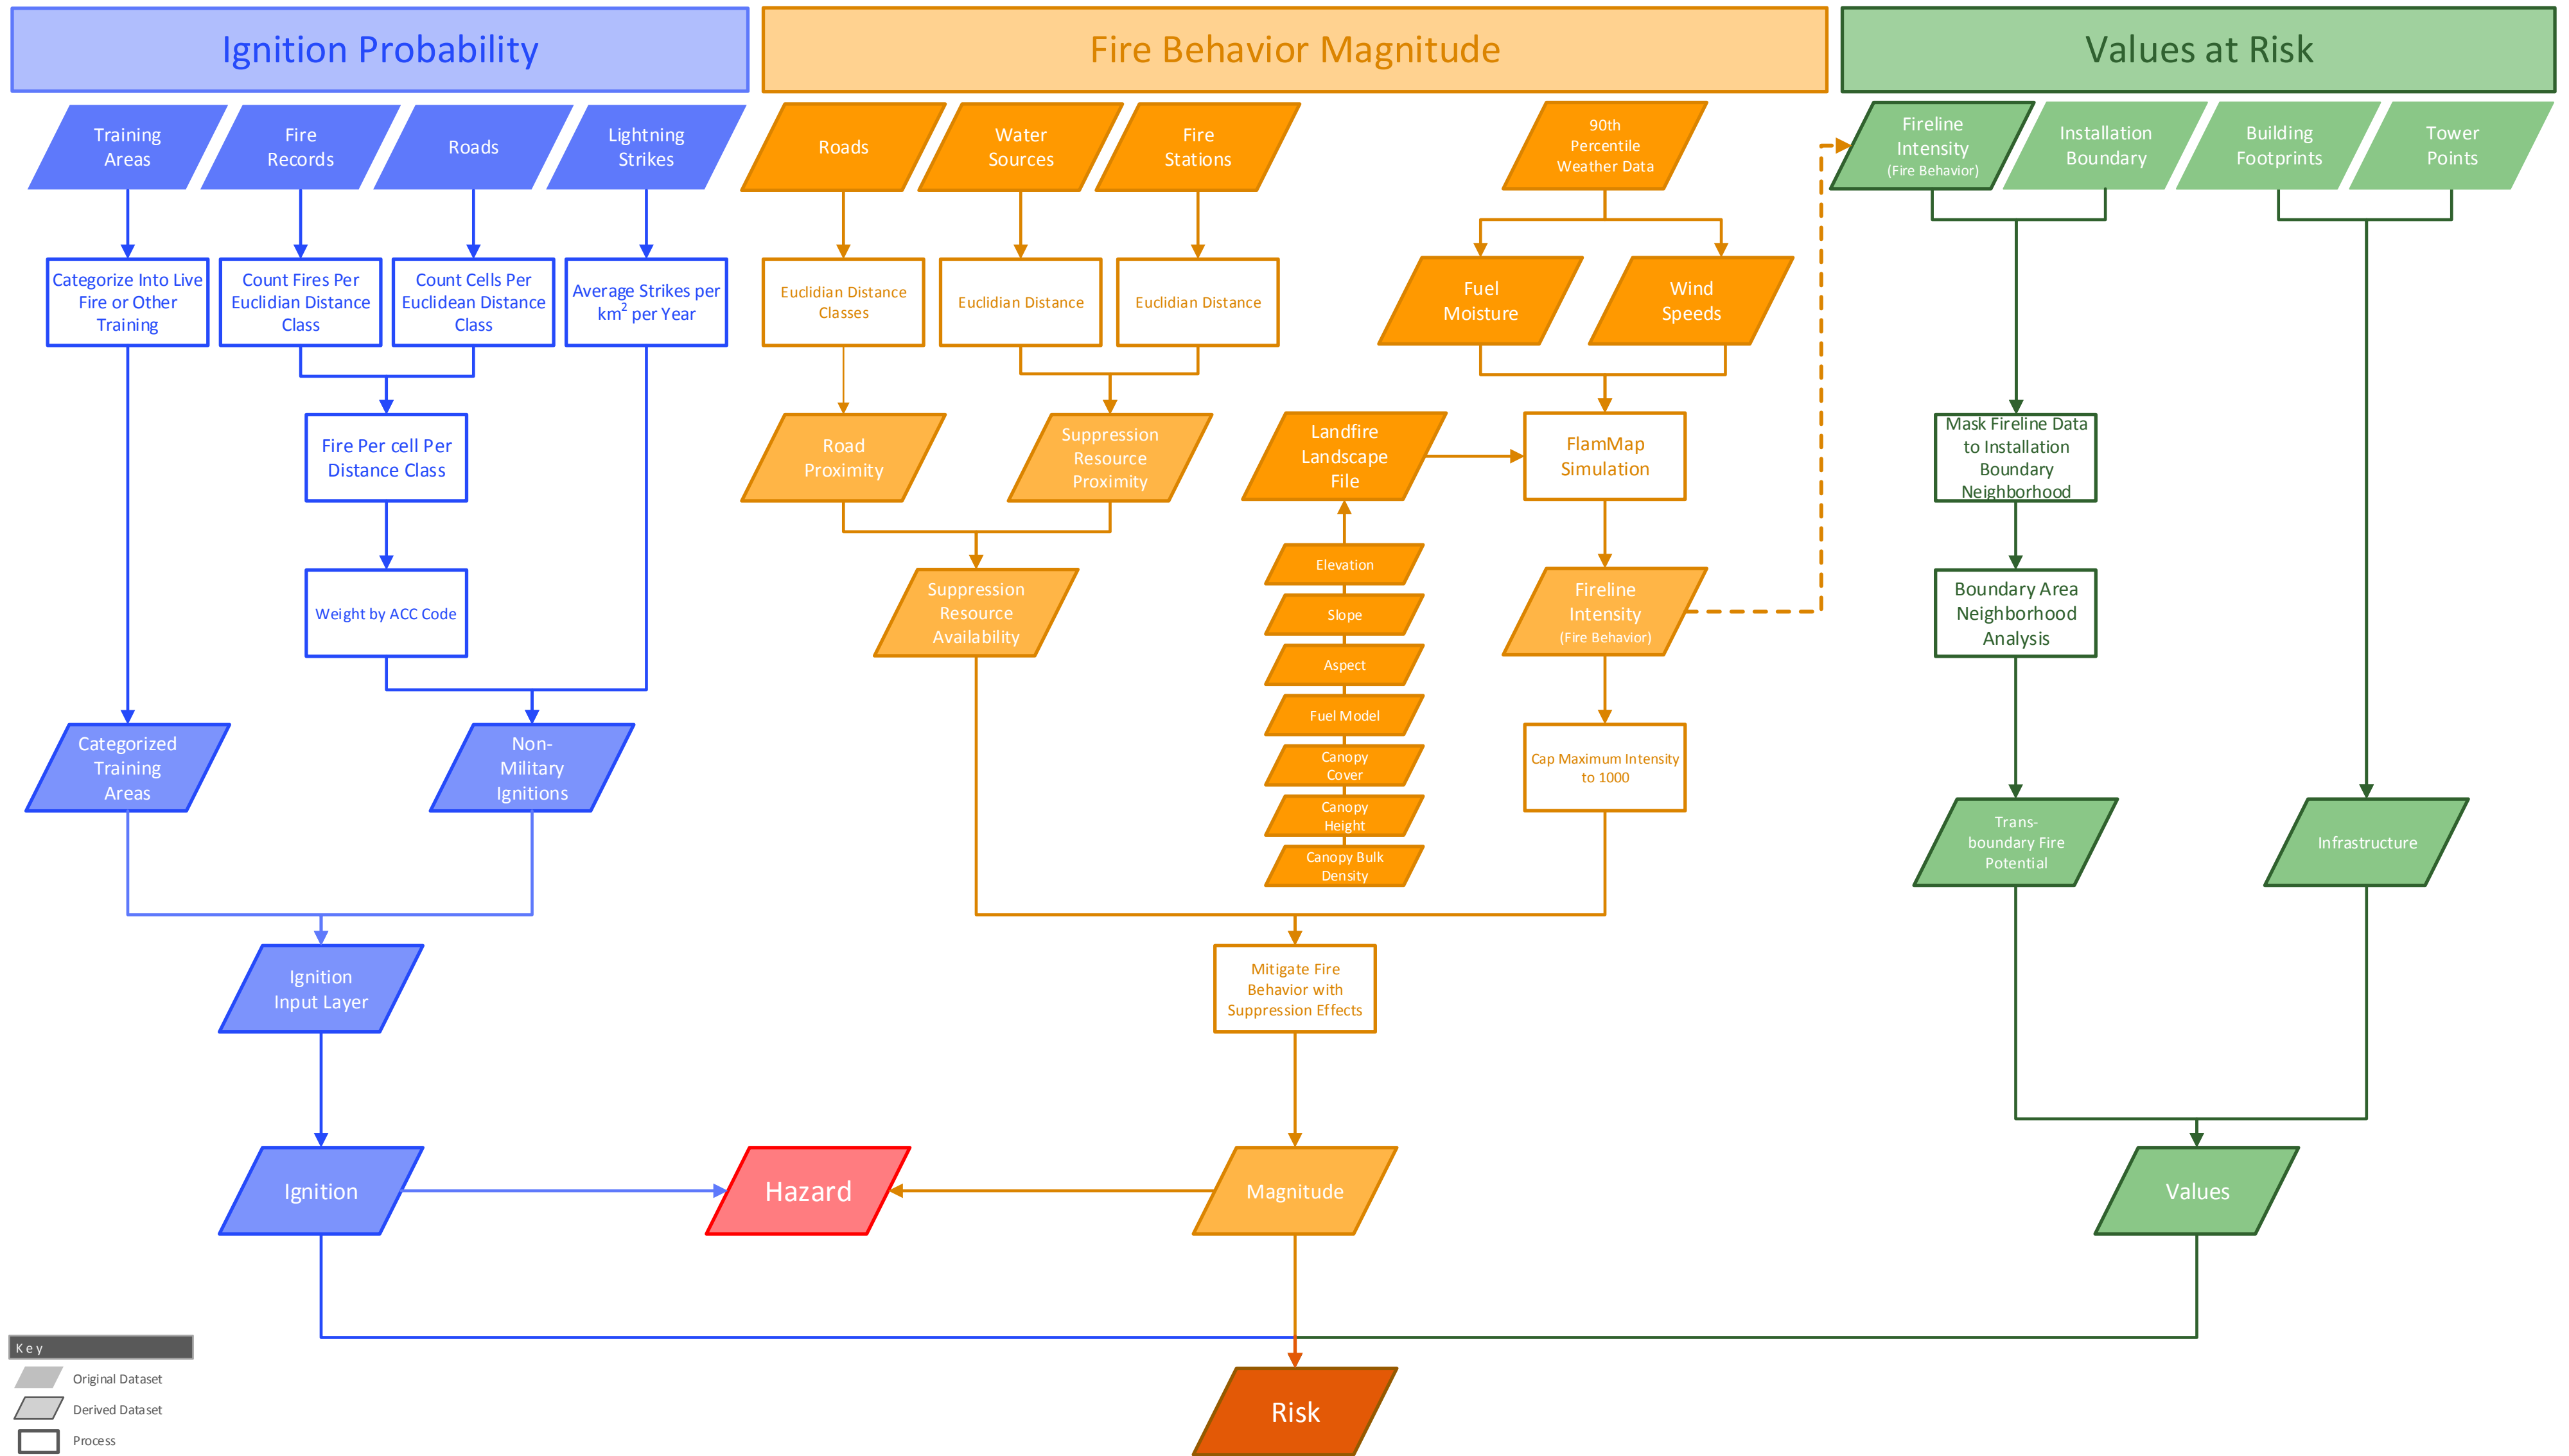 Ignition Probability
Fire Behavior Magnitude
Values at Risk
Training
Areas
Fire
Records
Roads
Lightning
Strikes
Roads
Water
Sources
Fire
Stations
90th
Percentile
Weather Data
Fireline
Intensity
(Fire Behavior)
Installation
Boundary
Building
Footprints
Tower
Points
Categorize Into Live
Fire or Other
Training
Count Fires Per
Euclidian Distance
Class
Count Cells Per
Euclidean Distance
Class
Average Strikes per
km² per Year
Euclidian Distance
Classes
Euclidian Distance
Euclidian Distance
Fuel
Moisture
Wind
Speeds
Fire Per cell Per
Distance Class
Road
Proximity
Suppression
Resource
Proximity
Landfire
Landscape
File
FlamMap
Simulation
Mask Fireline Data
to Installation
Boundary
Neighborhood
Weight by ACC Code
Suppression
Resource
Availability
Elevation
Slope
Aspect
Fuel Model
Canopy
Cover
Canopy
Height
Canopy Bulk
Density
Fireline
Intensity
(Fire Behavior)
Boundary Area
Neighborhood
Analysis
Categorized
Training
Areas
Non-
Military
Ignitions
Cap Maximum Intensity
to 1000
Trans-
boundary Fire
Potential
Infrastructure
Ignition
Input Layer
Mitigate Fire
Behavior with
Suppression Effects
Ignition
Hazard
Magnitude
Values
Risk
Key
Original Dataset
Derived Dataset
Process